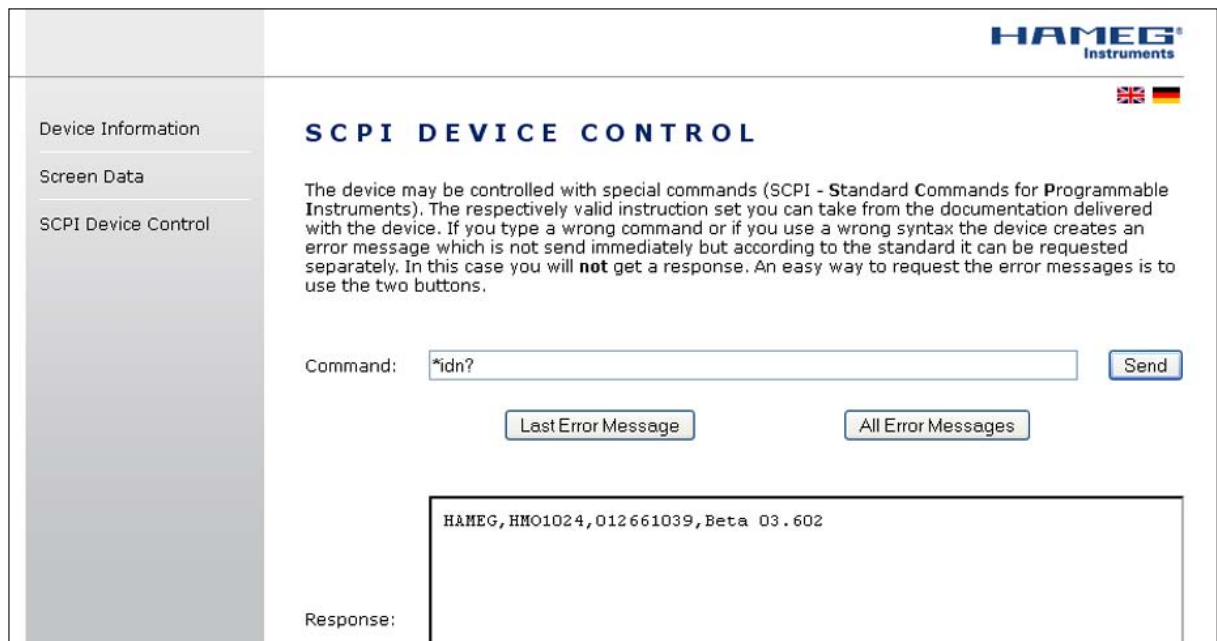 HAMEG®
Instruments
Device Information
Screen Data
SCPI Device Control
SCPI DEVICE CONTROL
The device may be controlled with special commands (SCPI - Standard Commands for Programmable
Instruments). The respectively valid instruction set you can take from the documentation delivered
with the device. If you type a wrong command or if you use a wrong syntax the device creates an
error message which is not send immediately but according to the standard it can be requested
separately. In this case you will not get a response. An easy way to request the error messages is to
use the two buttons.
Command: *idn? Send
Last Error Message All Error Messages
HAMEG,HMO1024,012661039,Beta 03.602
Response: